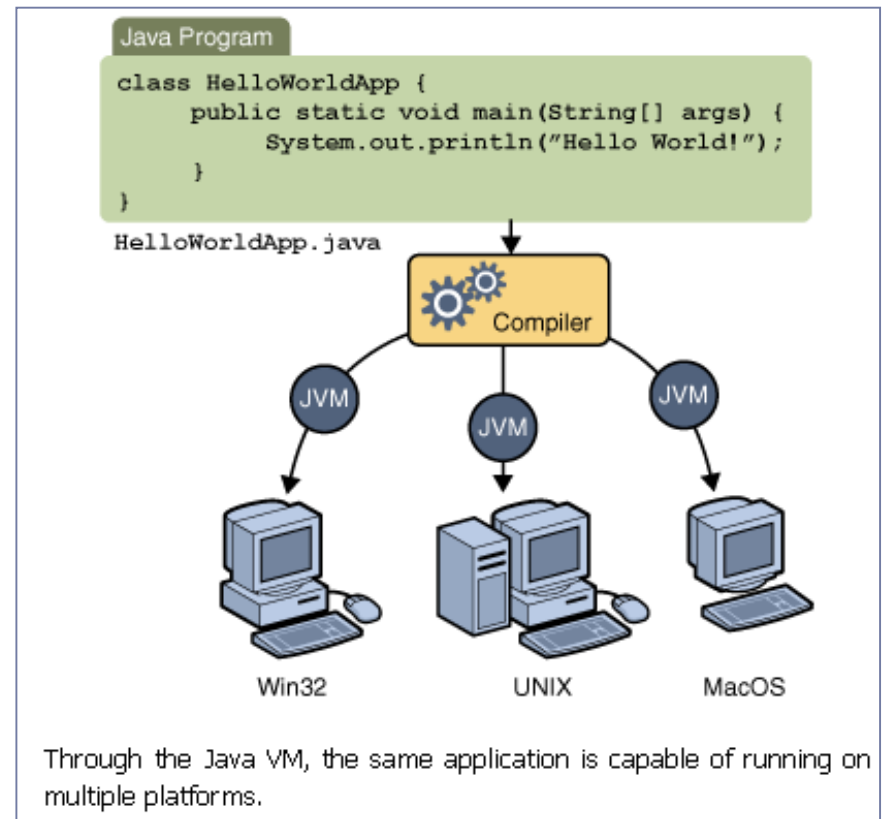 Java Program
class HelloWorldApp {
public static void main(String[] args) {
System.out.println("Hello World!");
}
}
HelloWorldApp.java
Compiler
JVM
JVM
JVM
Win32
UNIX
MacOS
Through the Java VM, the same application is capable of running on
multiple platforms.